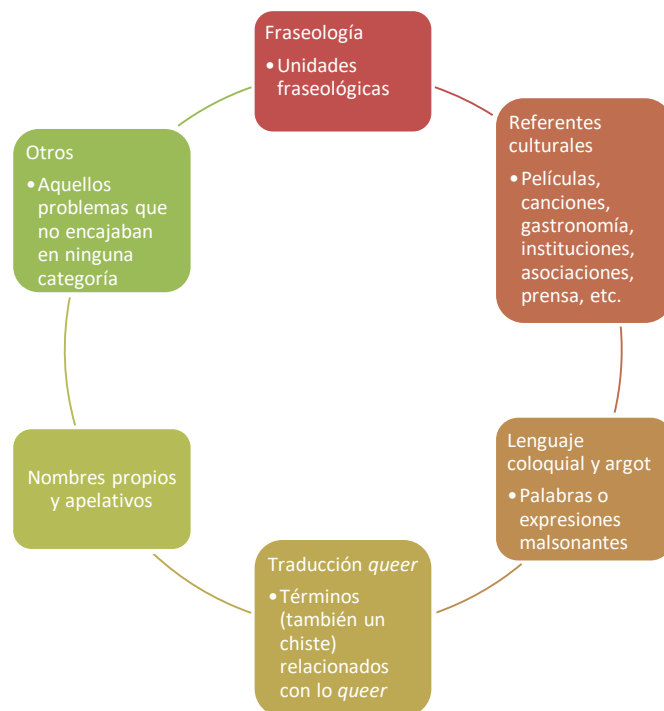 Fraseología
•Unidades
fraseológicas
Referentes
culturales
•Películas,
canciones,
gastronomía,
instituciones,
asociaciones,
prensa, etc.
Lenguaje
coloquial y argot
•Palabras o
expresiones
malsonantes
Traducción queer
•Términos
(también un
chiste)
relacionados
con lo queer
Nombres propios
y apelativos
Otros
•Aquellos
problemas que
no encajaban
en ninguna
categoría